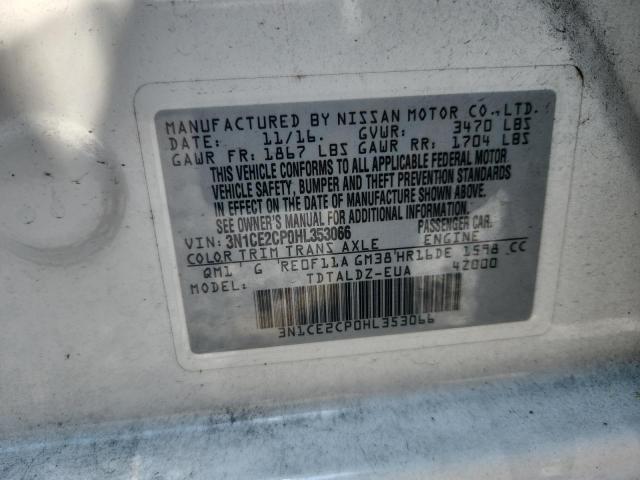 MANUFACTURED BY NISSAN MOTOR CO.,LTD.
DATE: 11/16. GVWR: 3470 LBS
GAWR FR: 1867 LBS GAWR RR: 1704 LBS
THIS VEHICLE CONFORMS TO ALL APPLICABLE FEDERAL MOTOR
VEHICLE SAFETY, BUMPER AND THEFT PREVENTION STANDARDS
IN EFFECT ON THE DATE OF MANUFACTURE SHOWN ABOVE.
SEE OWNER'S MANUAL FOR ADDITIONAL INFORMATION
VIN: 3N1CE2CP0HL353066 PASSENGER CAR.
COLOR TRIM TRANS AXLE ENGINE
QM1' G 'RE0F11A GM38'HR16DE 1598 CC
MODEL: TDTALDZ-EUA 42000
3N1CE2CP0HL353066